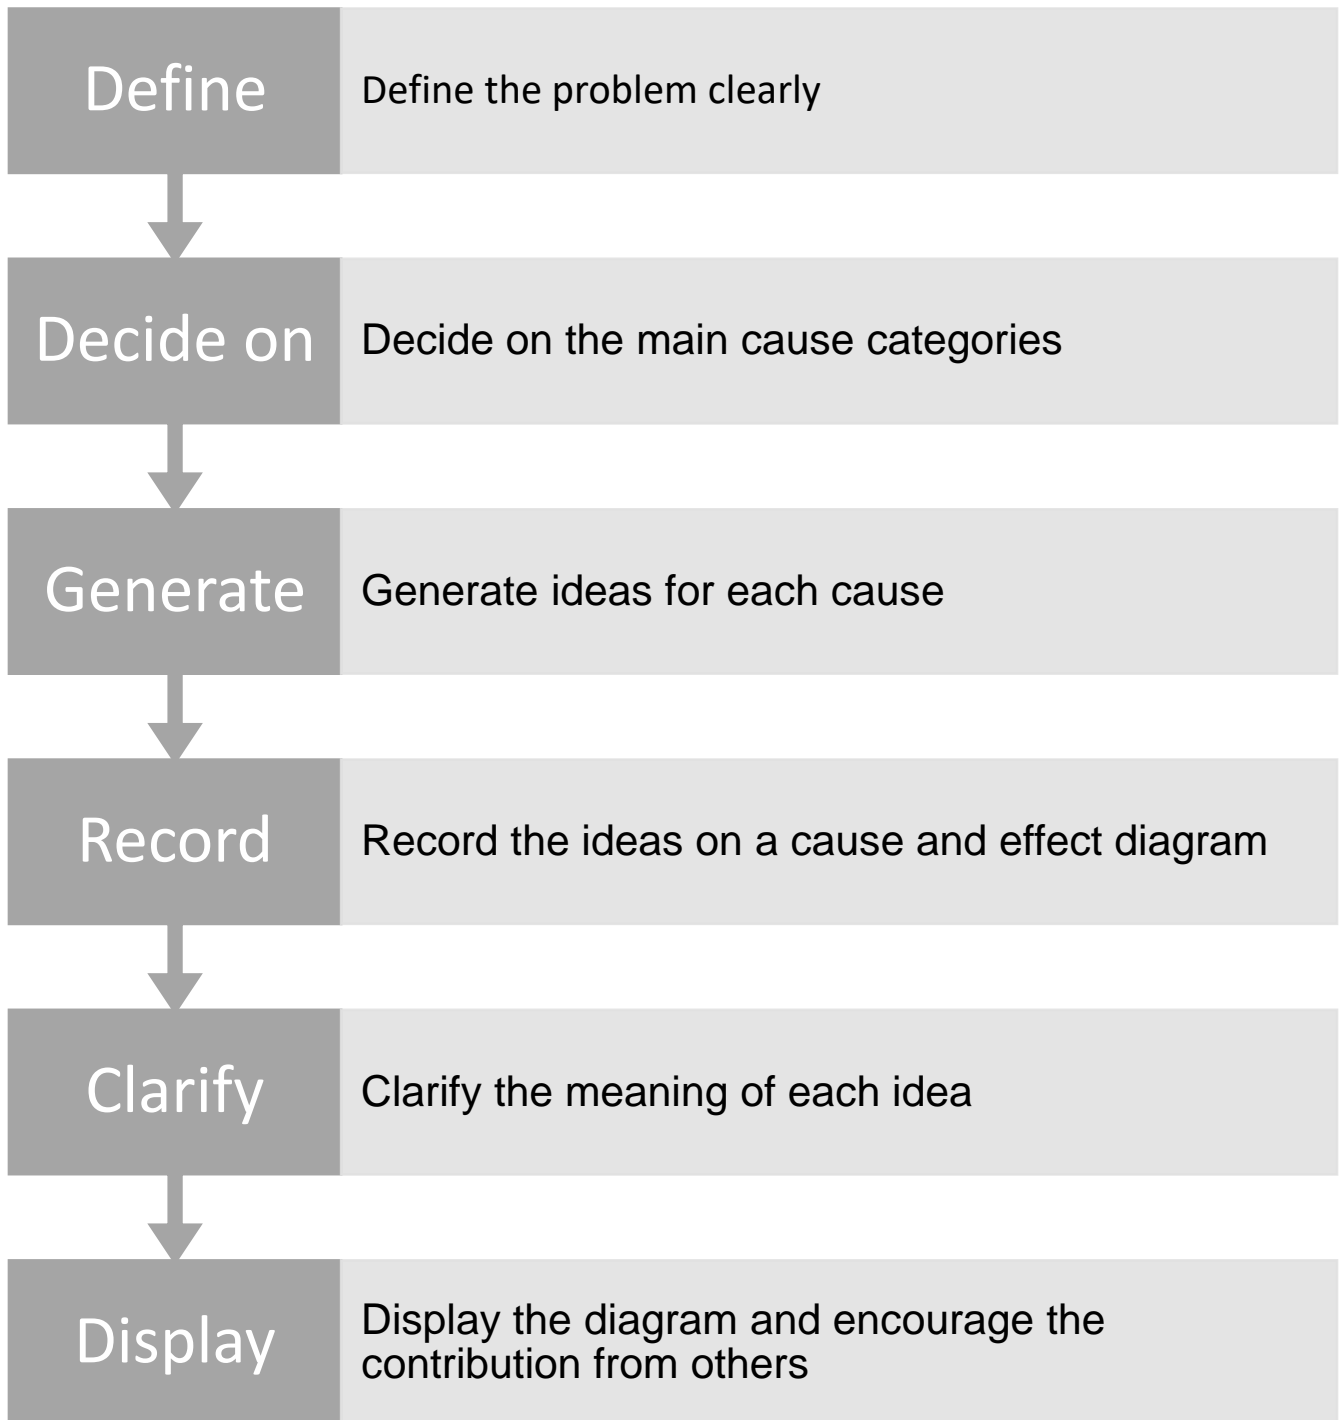 Define
Define the problem clearly
Decide on
Decide on the main cause categories
Generate
Generate ideas for each cause
Record
Record the ideas on a cause and effect diagram
Clarify
Clarify the meaning of each idea
Display
Display the diagram and encourage the
contribution from others